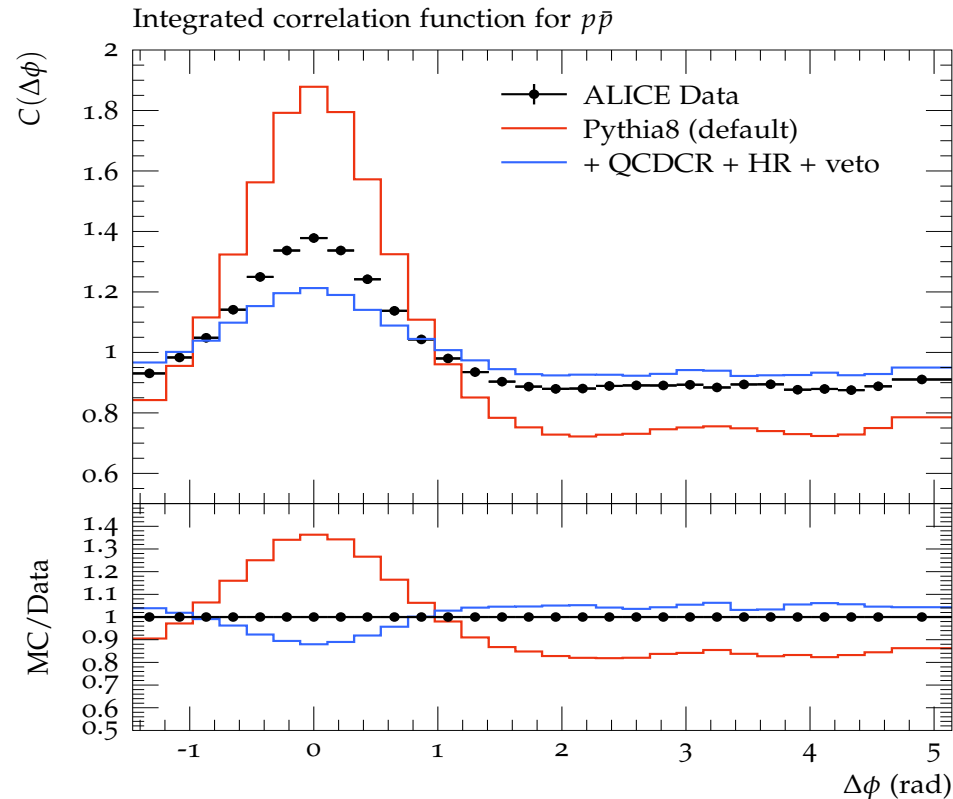 Integrated correlation function for pp̄
C(Δϕ)
2
1.8
1.6
1.4
1.2
1
0.8
0.6
ALICE Data
Pythia8 (default)
+ QCDCR + HR + veto
MC/Data
1.4
1.3
1.2
1.1
1
0.9
0.8
0.7
0.6
0.5
-1 0 1 2 3 4 5
Δϕ (rad)